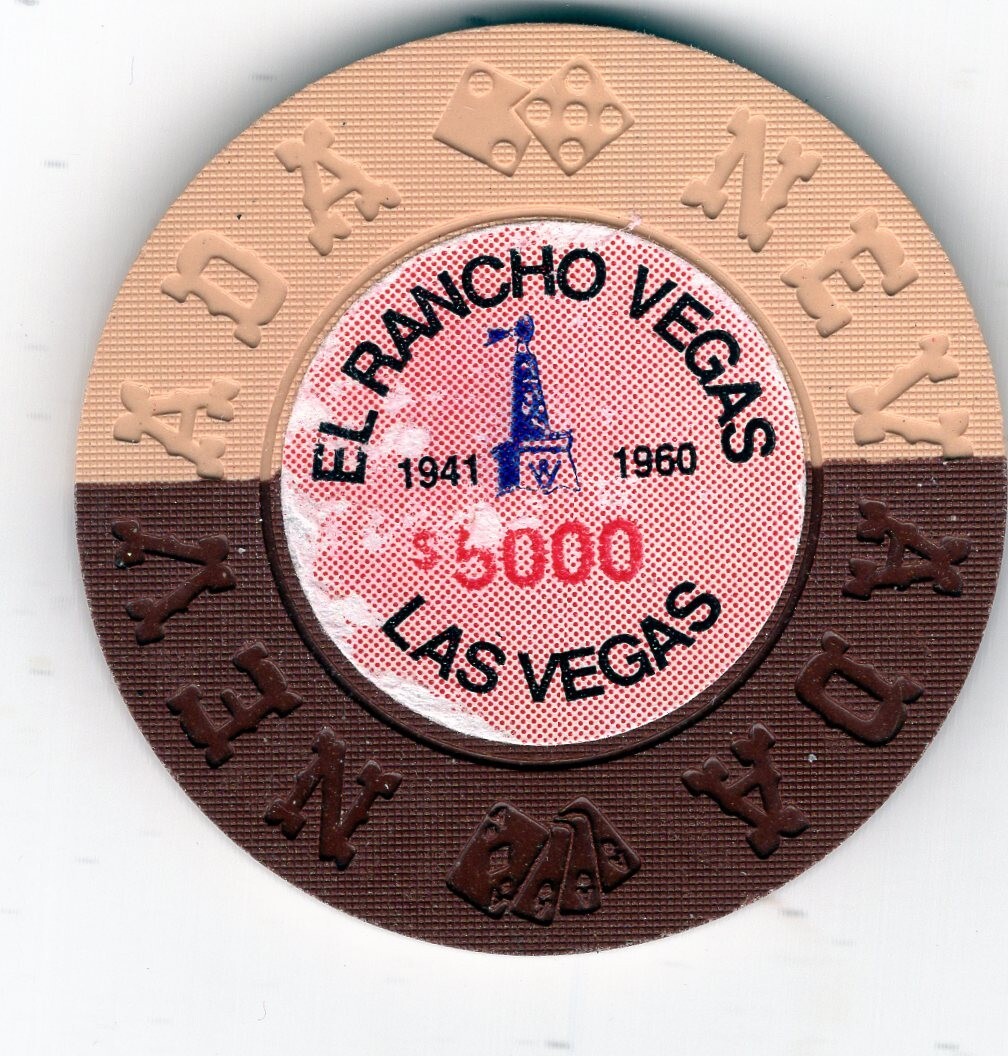 NEVADA
EL RANCHO VEGAS
1941 W 1960
$5000
LAS VEGAS
NEVADA